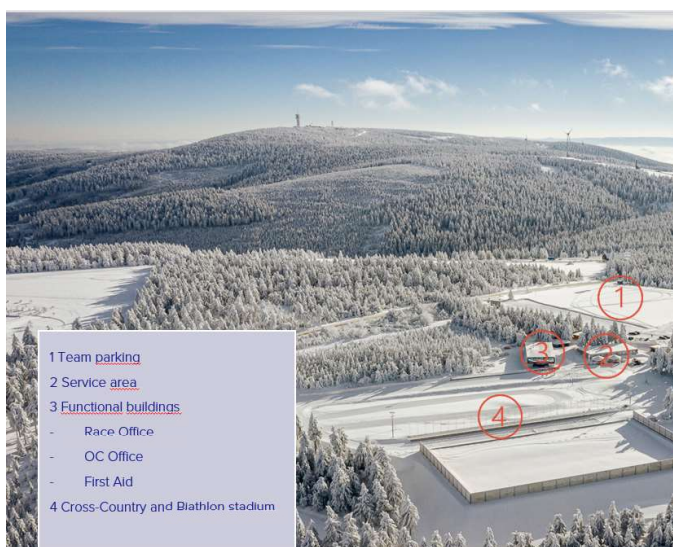 1
3
2
4
1 Team parking
2 Service area
3 Functional buildings
- Race Office
- OC Office
- First Aid
4 Cross-Country and Biathlon stadium